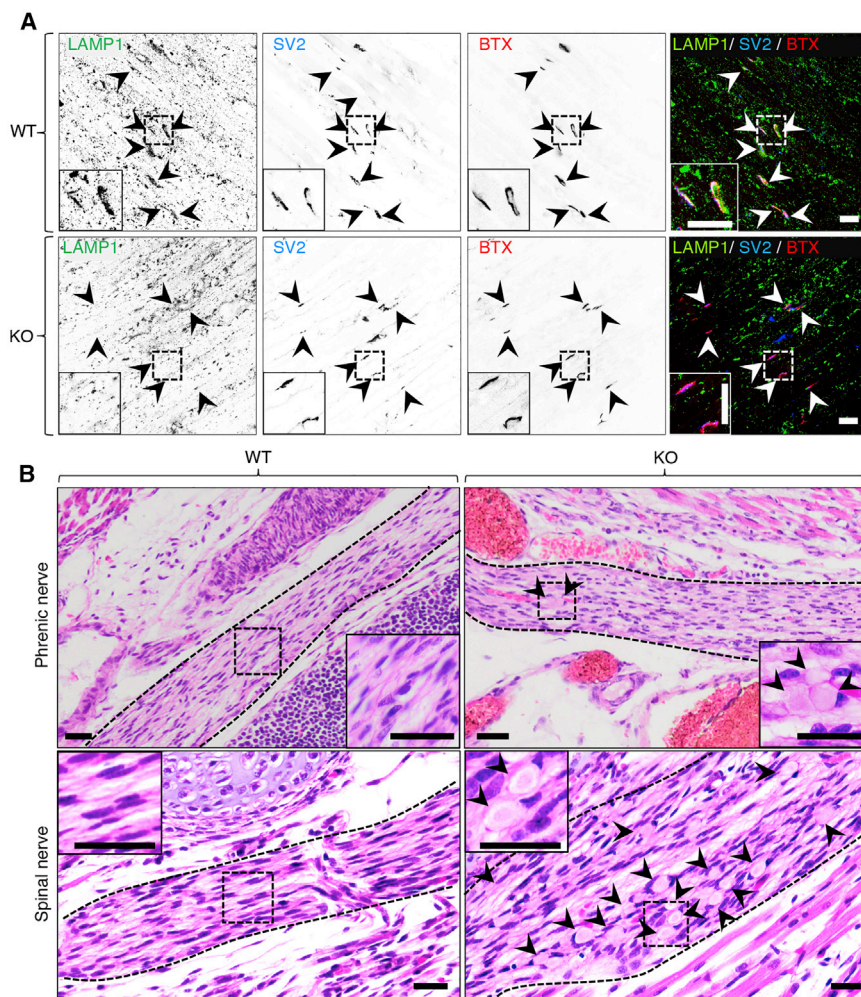 A
LAMP1 SV2 BTX LAMP1/ SV2 / BTX
WT
LAMP1 SV2 BTX LAMP1/ SV2 / BTX
KO
B
WT KO
Phrenic nerve
Spinal nerve